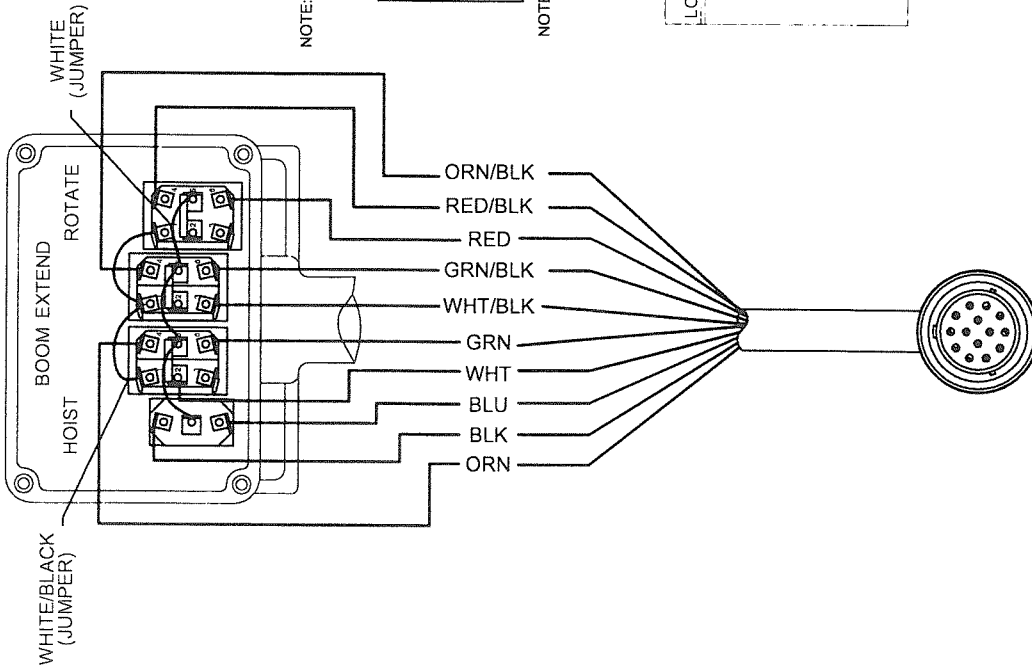 WHITE
(JUMPER)
NOTE:
NOTE
LO
ROTATE
BOOM EXTEND
HOIST
WHITE/BLACK
(JUMPER)
ORN/BLK
RED/BLK
RED
GRN/BLK
WHT/BLK
GRN
WHT
BLU
BLK
ORN